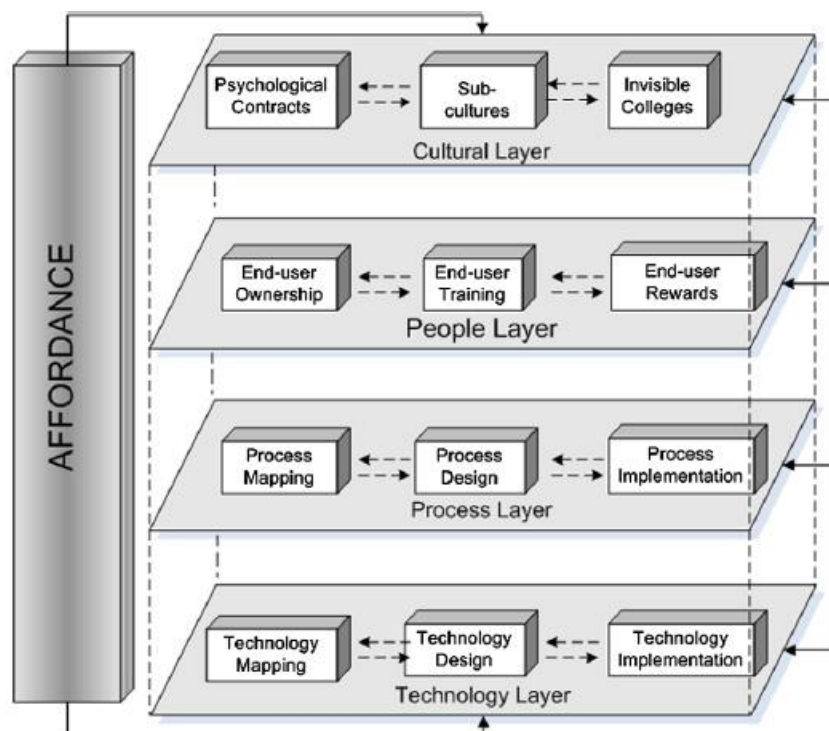 AFFORDANCE
Psychological
Contracts
Sub-
cultures
Invisible
Colleges
Cultural Layer
End-user
Ownership
End-user
Training
End-user
Rewards
People Layer
Process
Mapping
Process
Design
Process
Implementation
Process Layer
Technology
Mapping
Technology
Design
Technology
Implementation
Technology Layer